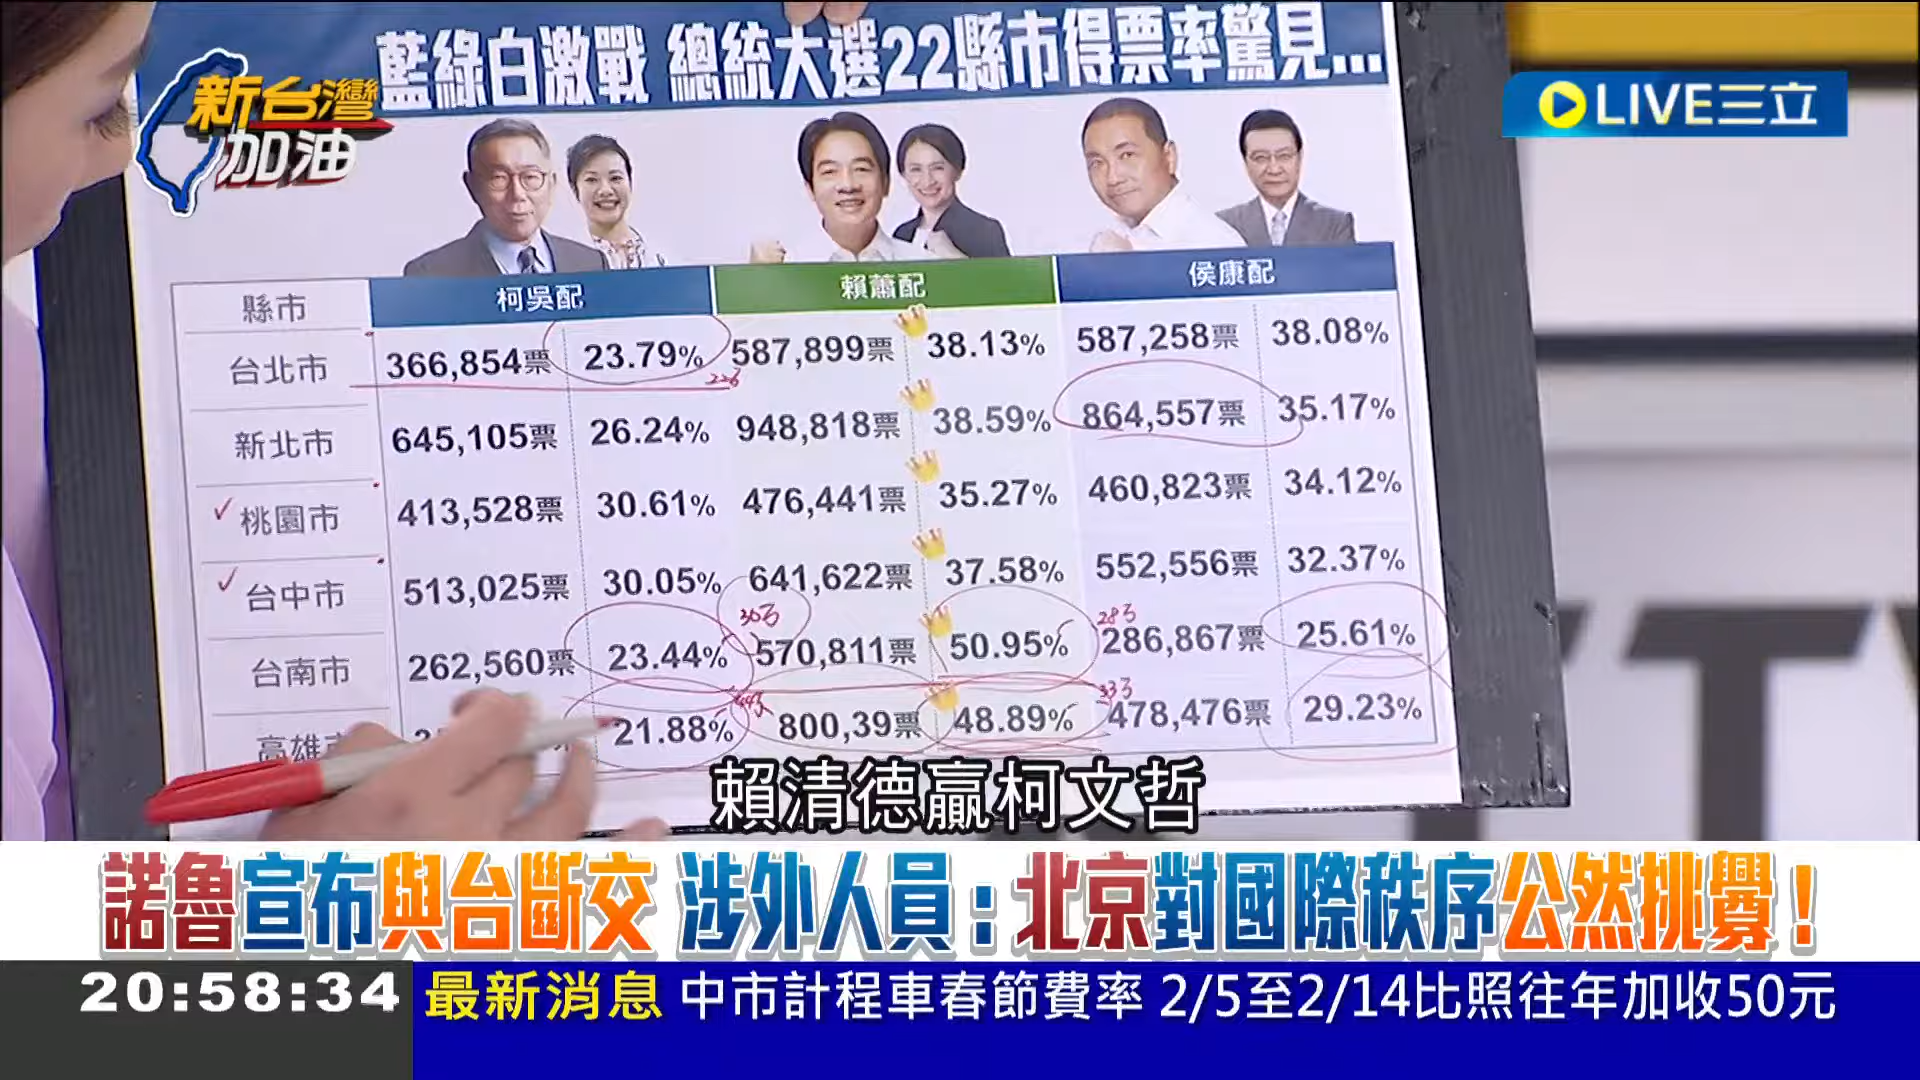 藍綠白激戰 總統大選22縣市得票率驚見...
新台灣
加油
LIVE三立
縣市 柯吳配 賴蕭配 侯康配
台北市 366,854票 23.79% 587,899票 38.13% 587,258票 38.08%
新北市 645,105票 26.24% 948,818票 38.59% 864,557票 35.17%
桃園市 413,528票 30.61% 476,441票 35.27% 460,823票 34.12%
台中市 513,025票 30.05% 641,622票 37.58% 552,556票 32.37%
30万 28万
台南市 262,560票 23.44% 570,811票 50.95% 286,867票 25.61%
33万
高雄 21.88% 800,39票 48.89% 478,476票 29.23%
賴清德贏柯文哲
諾魯宣布與台斷交 涉外人員:北京對國際秩序公然挑釁!
20:58:34 最新消息 中市計程車春節費率 2/5至2/14比照往年加收50元